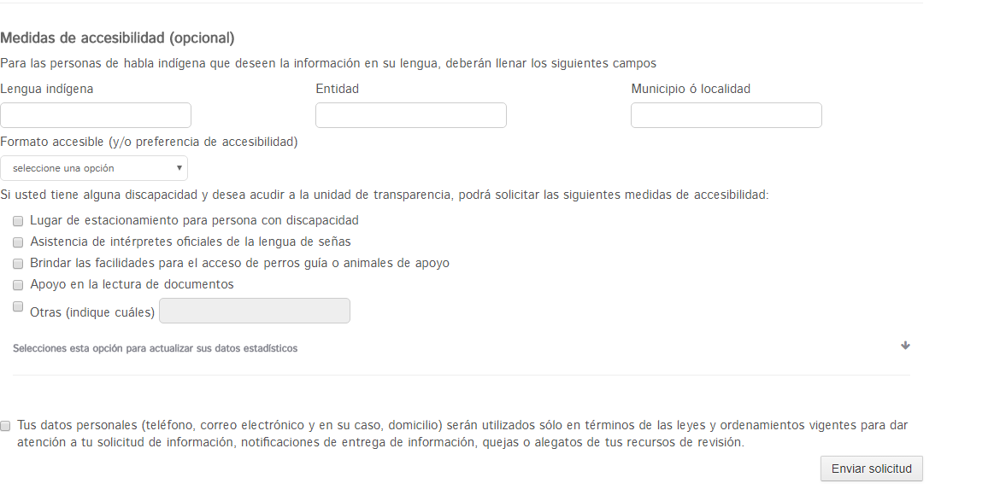 Medidas de accesibilidad (opcional)
Para las personas de habla indígena que deseen la información en su lengua, deberán llenar los siguientes campos
Lengua indígena Entidad Municipio ó localidad
Formato accesible (y/o preferencia de accesibilidad)
seleccione una opción
Si usted tiene alguna discapacidad y desea acudir a la unidad de transparencia, podrá solicitar las siguientes medidas de accesibilidad:
Lugar de estacionamiento para persona con discapacidad
Asistencia de intérpretes oficiales de la lengua de señas
Brindar las facilidades para el acceso de perros guía o animales de apoyo
Apoyo en la lectura de documentos
Otras (indique cuáles)
Selecciones esta opción para actualizar sus datos estadísticos
Tus datos personales (teléfono, correo electrónico y en su caso, domicilio) serán utilizados sólo en términos de las leyes y ordenamientos vigentes para dar
atención a tu solicitud de información, notificaciones de entrega de información, quejas o alegatos de tus recursos de revisión.
Enviar solicitud